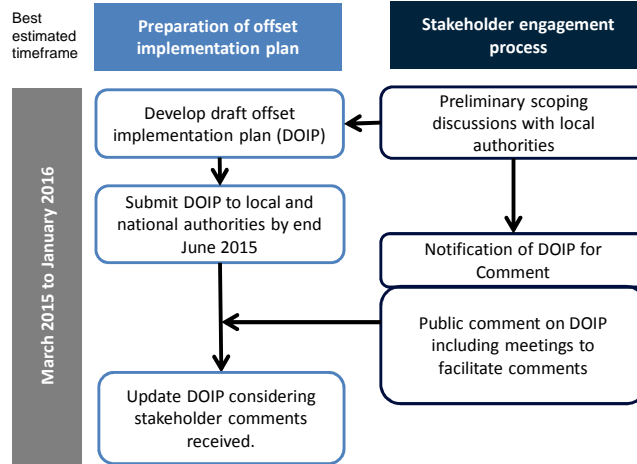 Best
estimated
timeframe
Preparation of offset
implementation plan
Stakeholder engagement
process
March 2015 to January 2016
Develop draft offset
implementation plan (DOIP)
Preliminary scoping
discussions with local
authorities
Submit DOIP to local and
national authorities by end
June 2015
Notification of DOIP for
Comment
Public comment on DOIP
including meetings to
facilitate comments
Update DOIP considering
stakeholder comments
received.